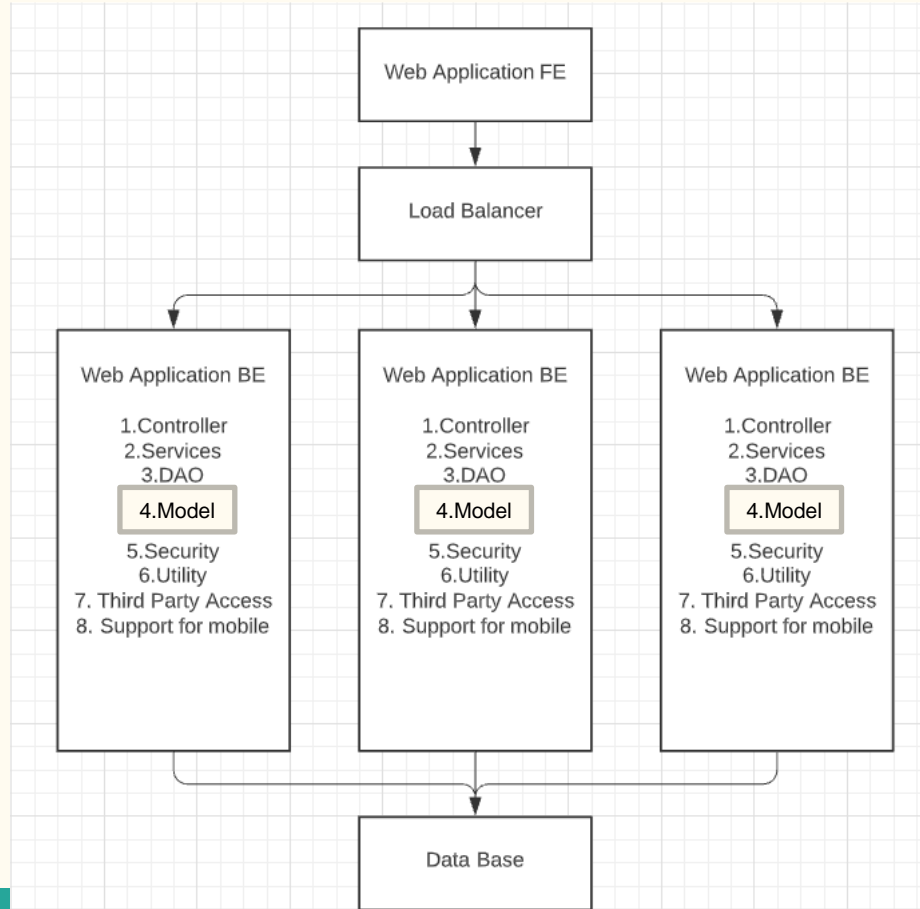 Web Application FE
Load Balancer
Web Application BE
1.Controller
2.Services
3.DAO
4.Model
5.Security
6.Utility
7. Third Party Access
8. Support for mobile
Web Application BE
1.Controller
2.Services
3.DAO
4.Model
5.Security
6.Utility
7. Third Party Access
8. Support for mobile
Web Application BE
1.Controller
2.Services
3.DAO
4.Model
5.Security
6.Utility
7. Third Party Access
8. Support for mobile
Data Base